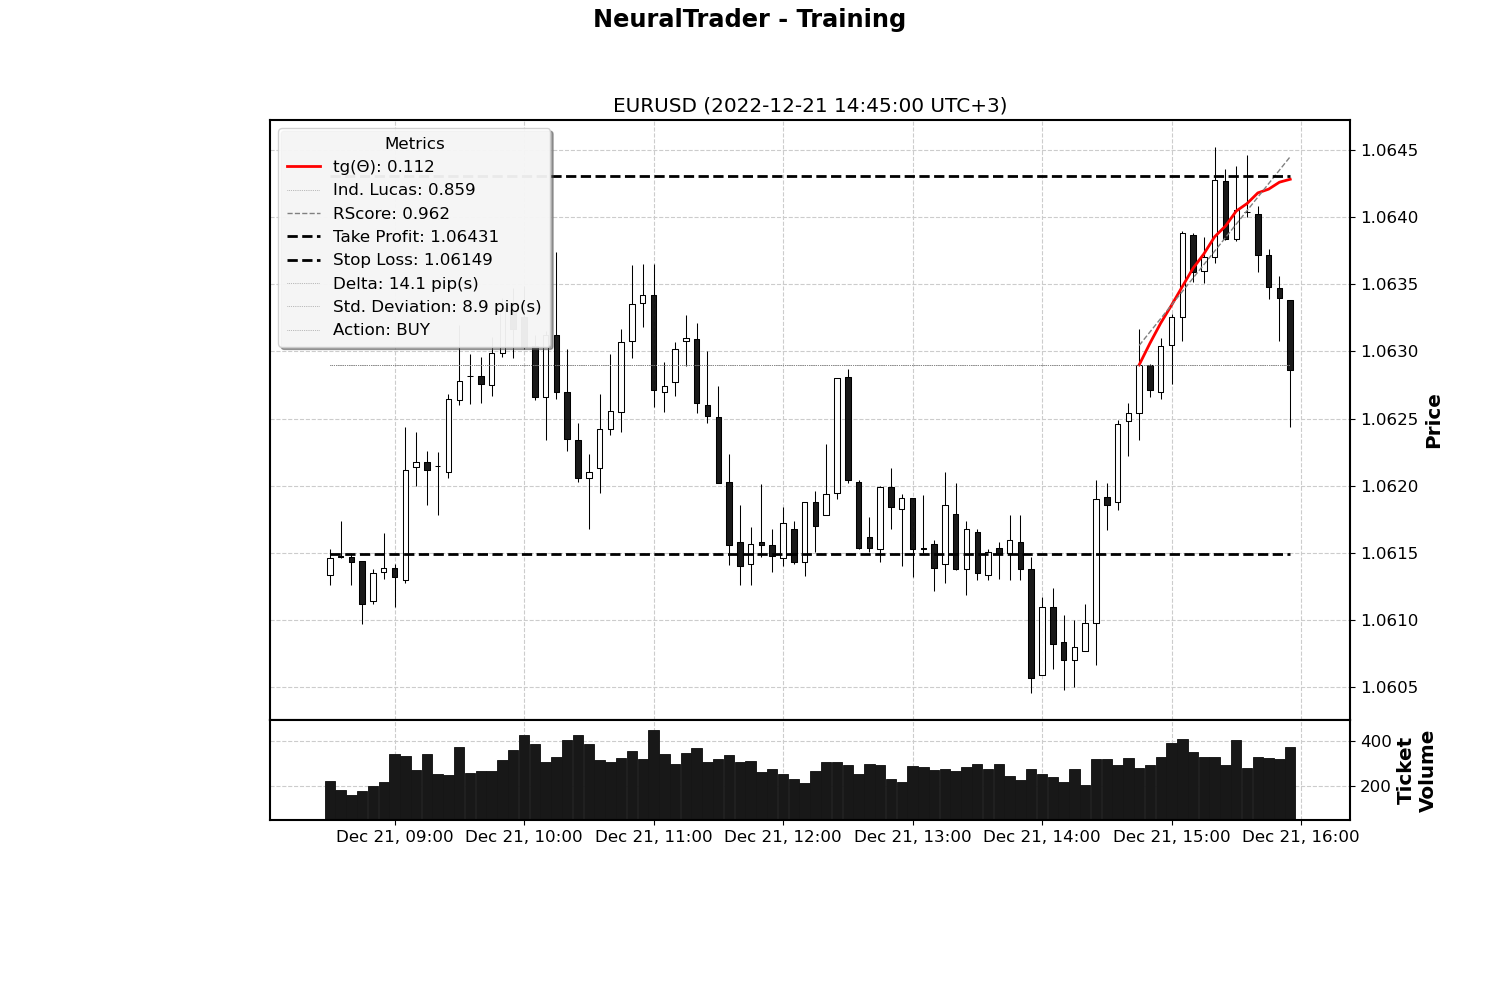 NeuralTrader - Training
EURUSD (2022-12-21 14:45:00 UTC+3)
Metrics
tg(Θ): 0.112
Ind. Lucas: 0.859
RScore: 0.962
Take Profit: 1.06431
Stop Loss: 1.06149
Delta: 14.1 pip(s)
Std. Deviation: 8.9 pip(s)
Action: BUY
1.0645
1.0640
1.0635
1.0630
1.0625
1.0620
1.0615
1.0610
1.0605
Price
400
200
Ticket
Volume
Dec 21, 09:00
Dec 21, 10:00
Dec 21, 11:00
Dec 21, 12:00
Dec 21, 13:00
Dec 21, 14:00
Dec 21, 15:00
Dec 21, 16:00